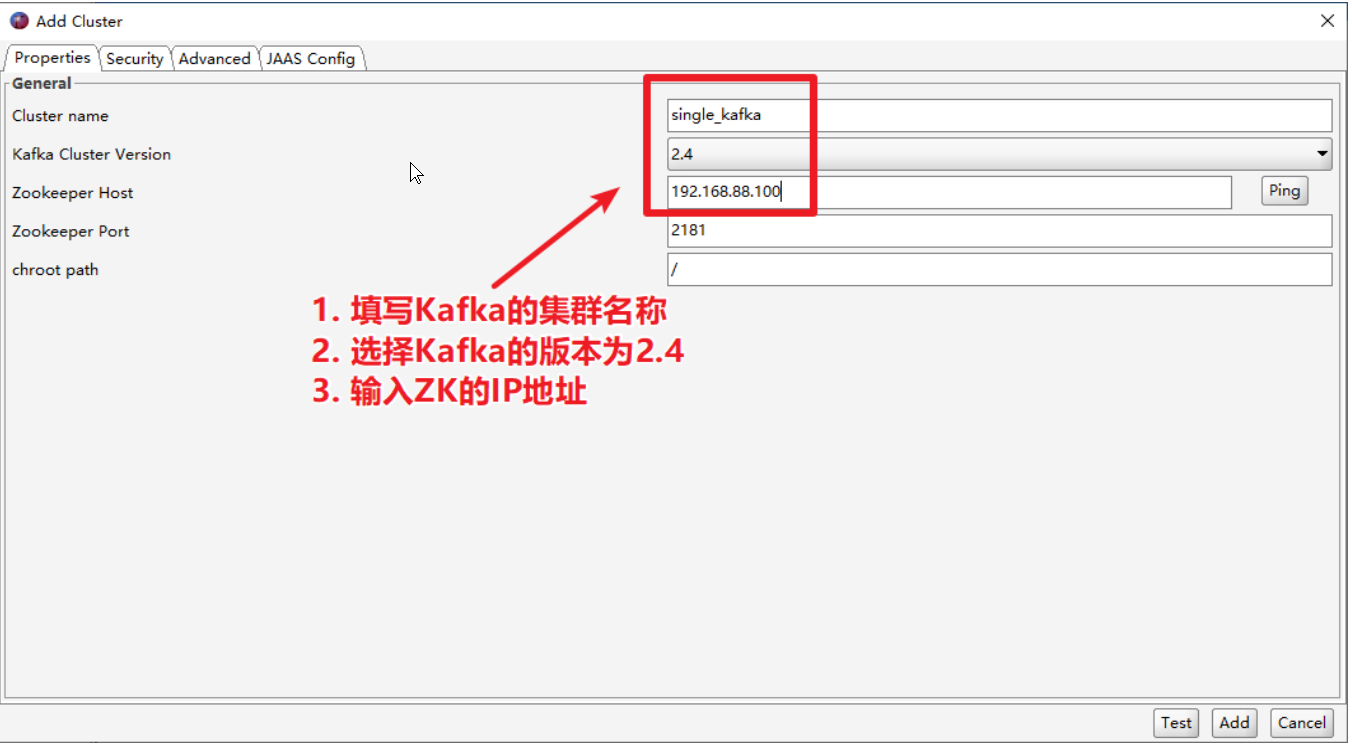 Add Cluster
Properties Security Advanced JAAS Config
General
Cluster name single_kafka
Kafka Cluster Version 2.4
Zookeeper Host 192.168.88.100 Ping
Zookeeper Port 2181
chroot path /
1. 填写Kafka的集群名称
2. 选择Kafka的版本为2.4
3. 输入ZK的IP地址
Test Add Cancel